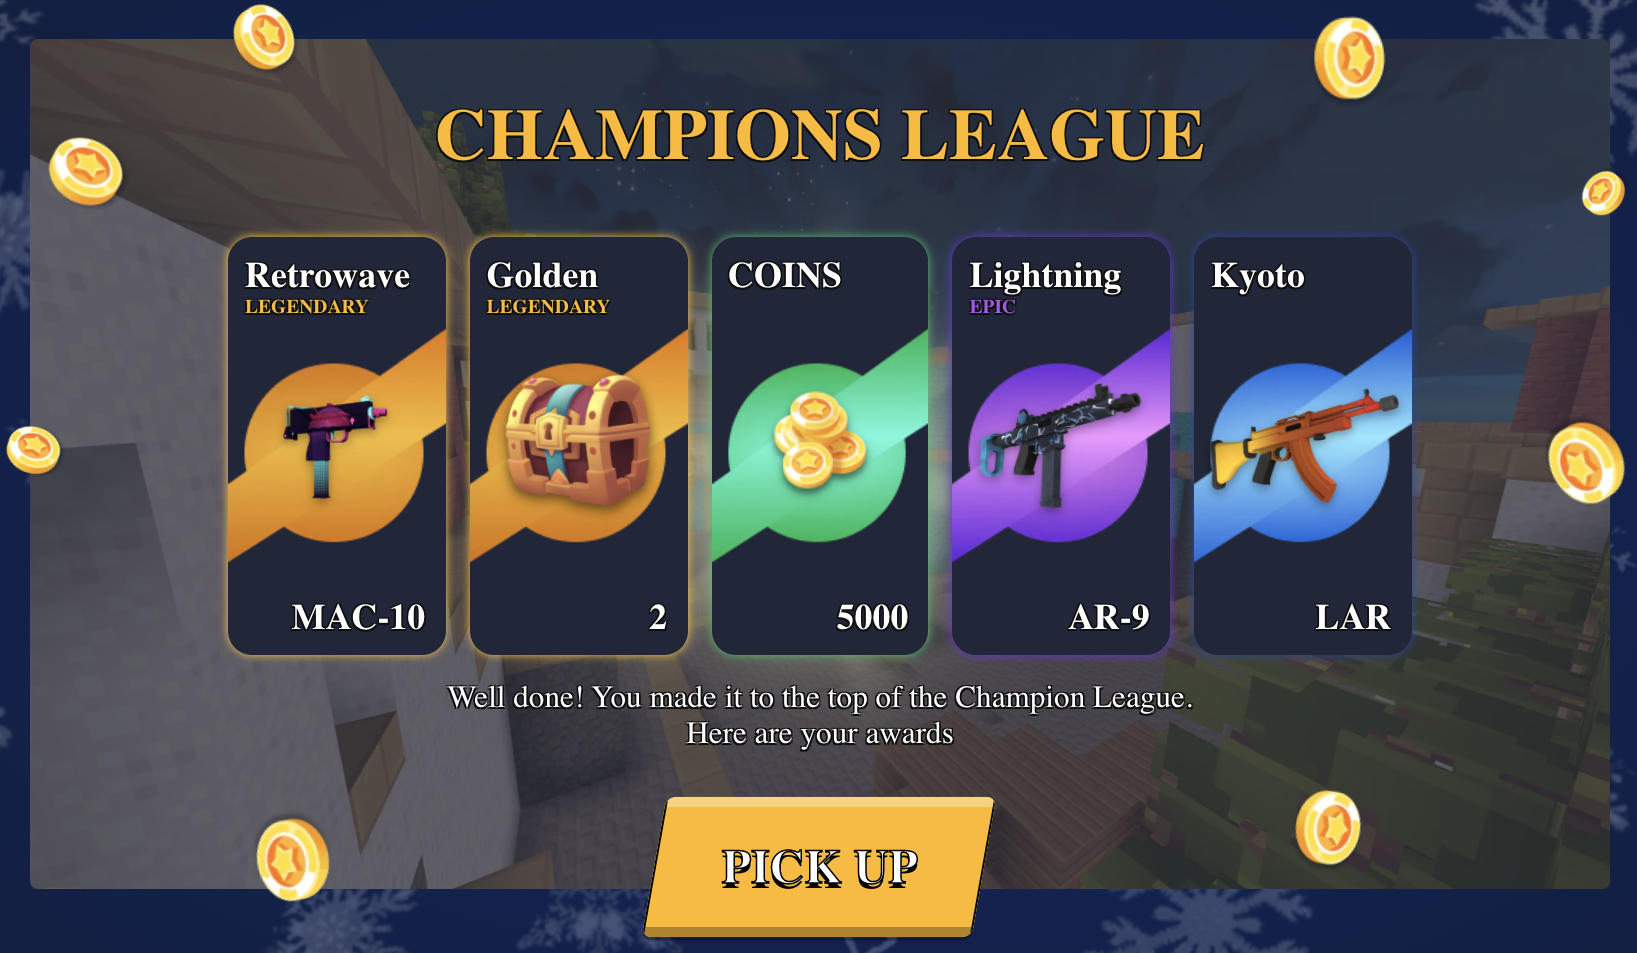 CHAMPIONS LEAGUE
Retrowave
LEGENDARY
MAC-10
Golden
LEGENDARY
2
COINS
5000
Lightning
EPIC
AR-9
Kyoto
LAR
Well done! You made it to the top of the Champion League.
Here are your awards
PICK UP